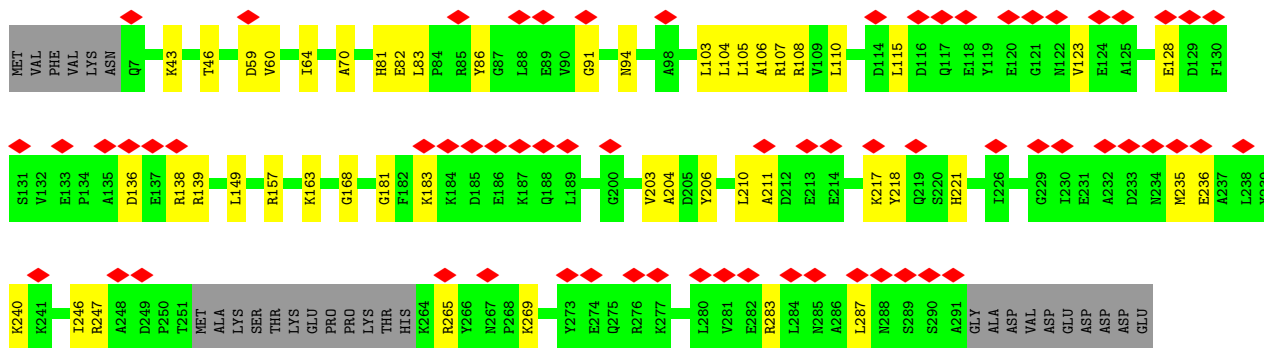 MET VAL PHE VAL LYS ASN Q7 K43 T46 D59 V60 I64 A70 H81 E82 L83 P84 R85 Y86 G87 L88 E89 V90 G91 N94 A98 L103 L104 L105 A106 R107 R108 V109 L110 D114 L115 D116 Q117 E118 Y119 E120 G121 N122 V123 E124 A125 E128 D129 F130
S131 V132 E133 P134 A135 D136 E137 R138 R139 L149 R157 K163 G168 G181 F182 K183 K184 D185 E186 K187 Q188 L189 G200 V203 A204 D205 Y206 L210 A211 D212 E213 E214 K217 Y218 Q219 S220 H221 I226 G229 I230 E231 A232 D233 N234 M235 E236 A237 L238 Y239
K240 K241 I246 R247 A248 D249 P250 T251 MET ALA LYS SER THR LYS GLU PRO PRO LYS THR HIS K264 R265 Y266 N267 P268 K269 Y273 E274 Q275 R276 K277 L280 V281 E282 R283 L284 N285 A286 L287 N288 S289 S290 A291 GLY ALA ASP VAL ASP GLU ASP ASP ASP GLU